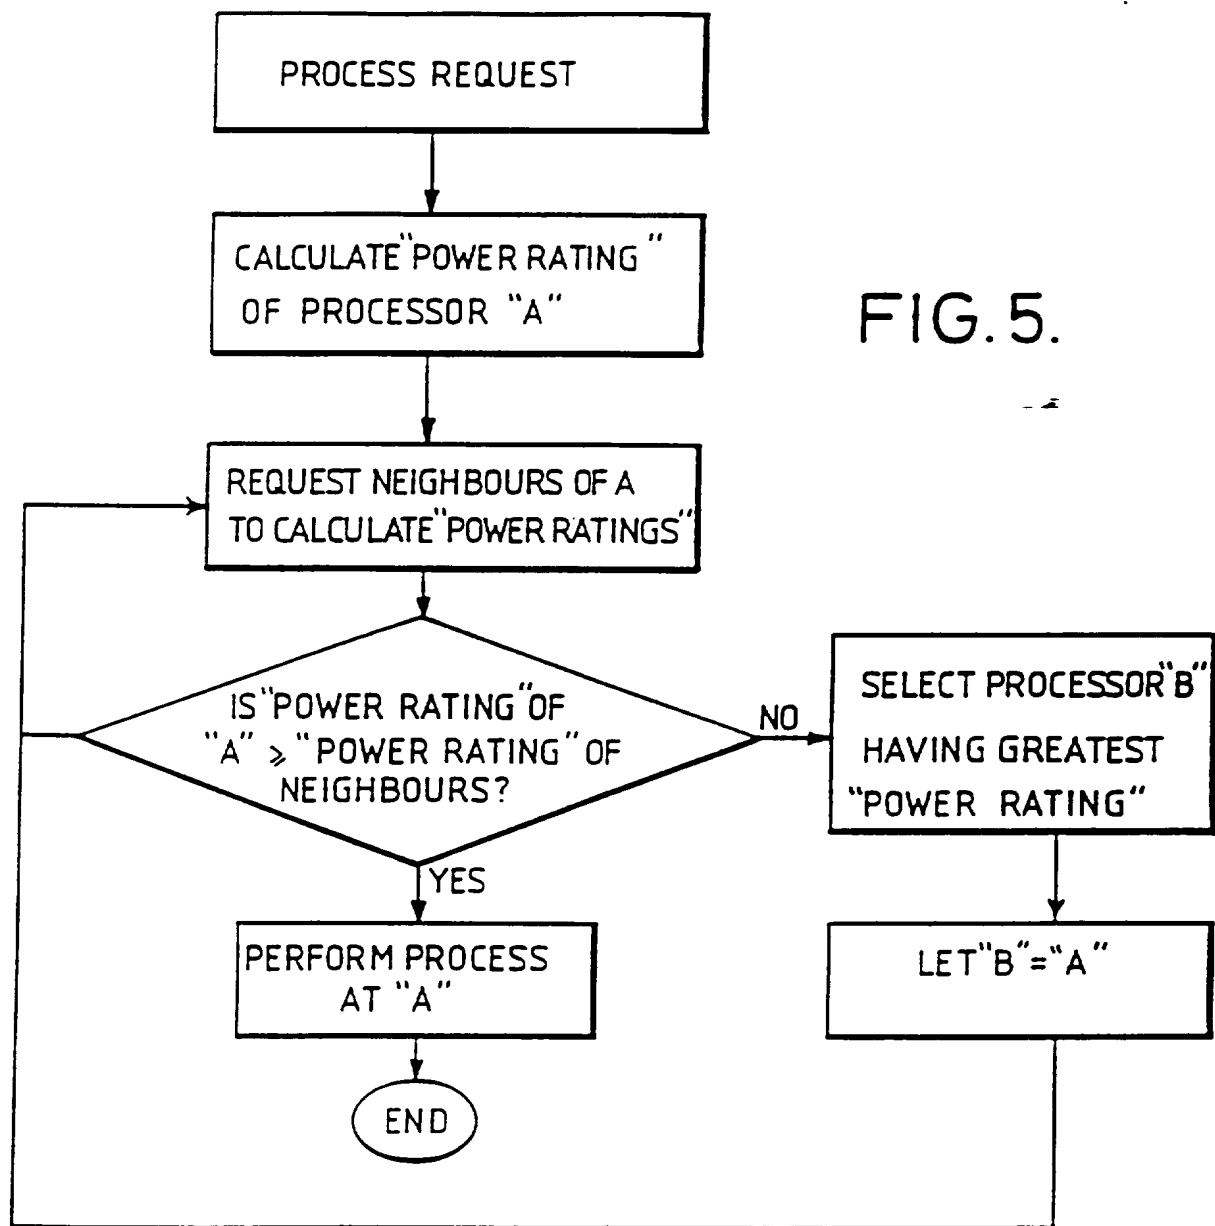 PROCESS REQUEST
CALCULATE "POWER RATING"
OF PROCESSOR "A"
FIG. 5.
REQUEST NEIGHBOURS OF A
TO CALCULATE "POWER RATINGS"
IS "POWER RATING" OF
"A" ⩾ "POWER RATING" OF
NEIGHBOURS?
NO
SELECT PROCESSOR "B"
HAVING GREATEST
"POWER RATING"
YES
PERFORM PROCESS
AT "A"
LET "B" = "A"
END